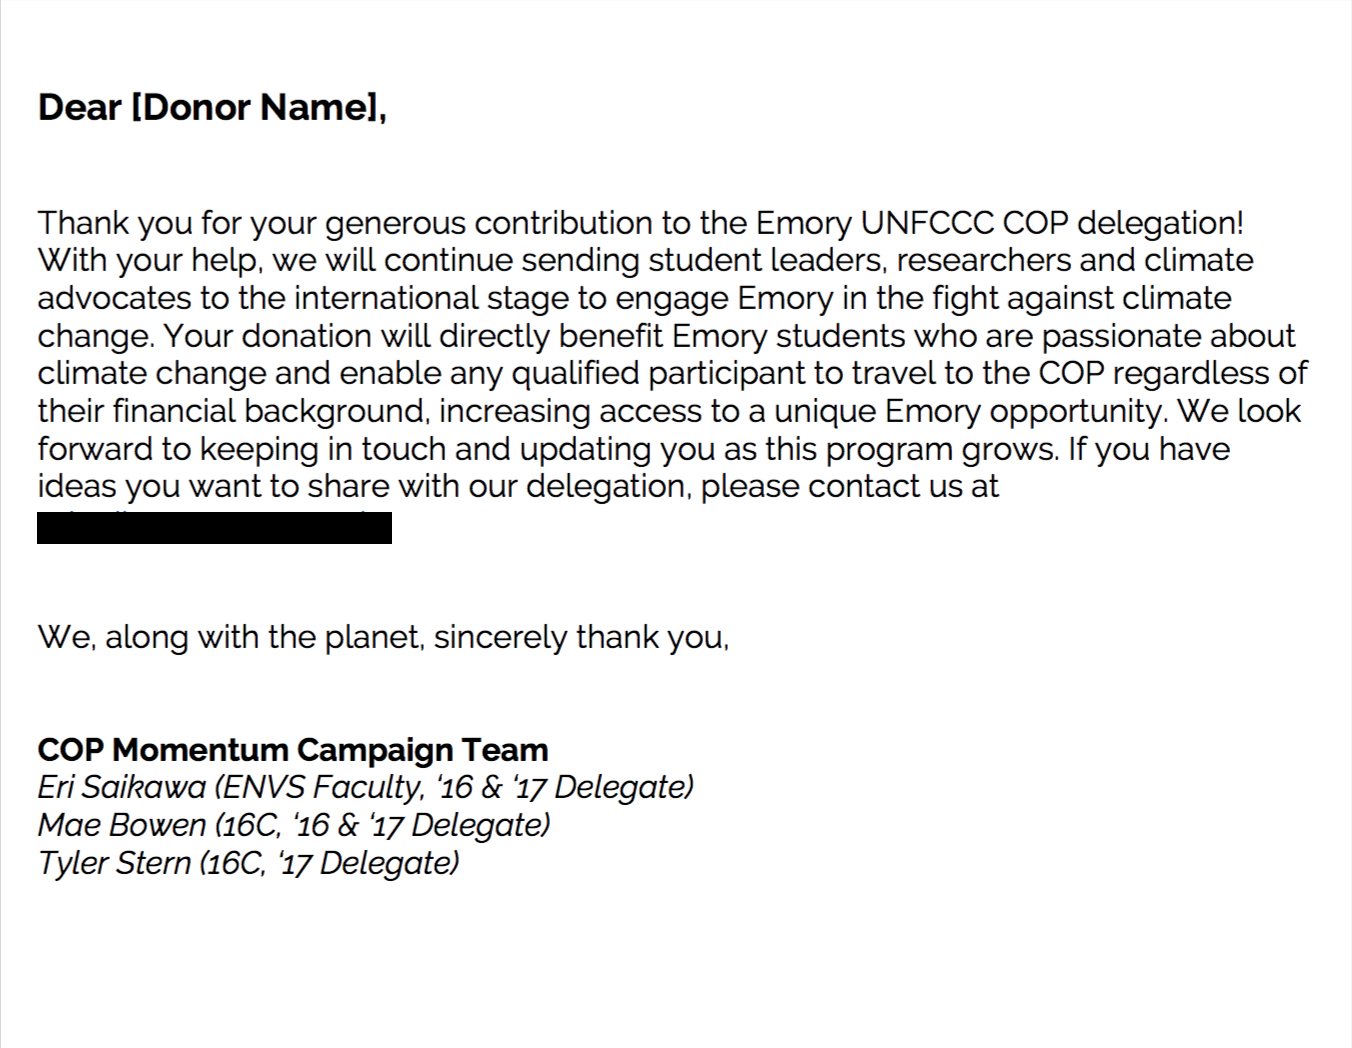 Dear [Donor Name],
Thank you for your generous contribution to the Emory UNFCCC COP delegation!
With your help, we will continue sending student leaders, researchers and climate
advocates to the international stage to engage Emory in the fight against climate
change. Your donation will directly benefit Emory students who are passionate about
climate change and enable any qualified participant to travel to the COP regardless of
their financial background, increasing access to a unique Emory opportunity. We look
forward to keeping in touch and updating you as this program grows. If you have
ideas you want to share with our delegation, please contact us at
We, along with the planet, sincerely thank you,
COP Momentum Campaign Team
Eri Saikawa (ENVS Faculty, ‘16 & ‘17 Delegate)
Mae Bowen (16C, ‘16 & ‘17 Delegate)
Tyler Stern (16C, ‘17 Delegate)